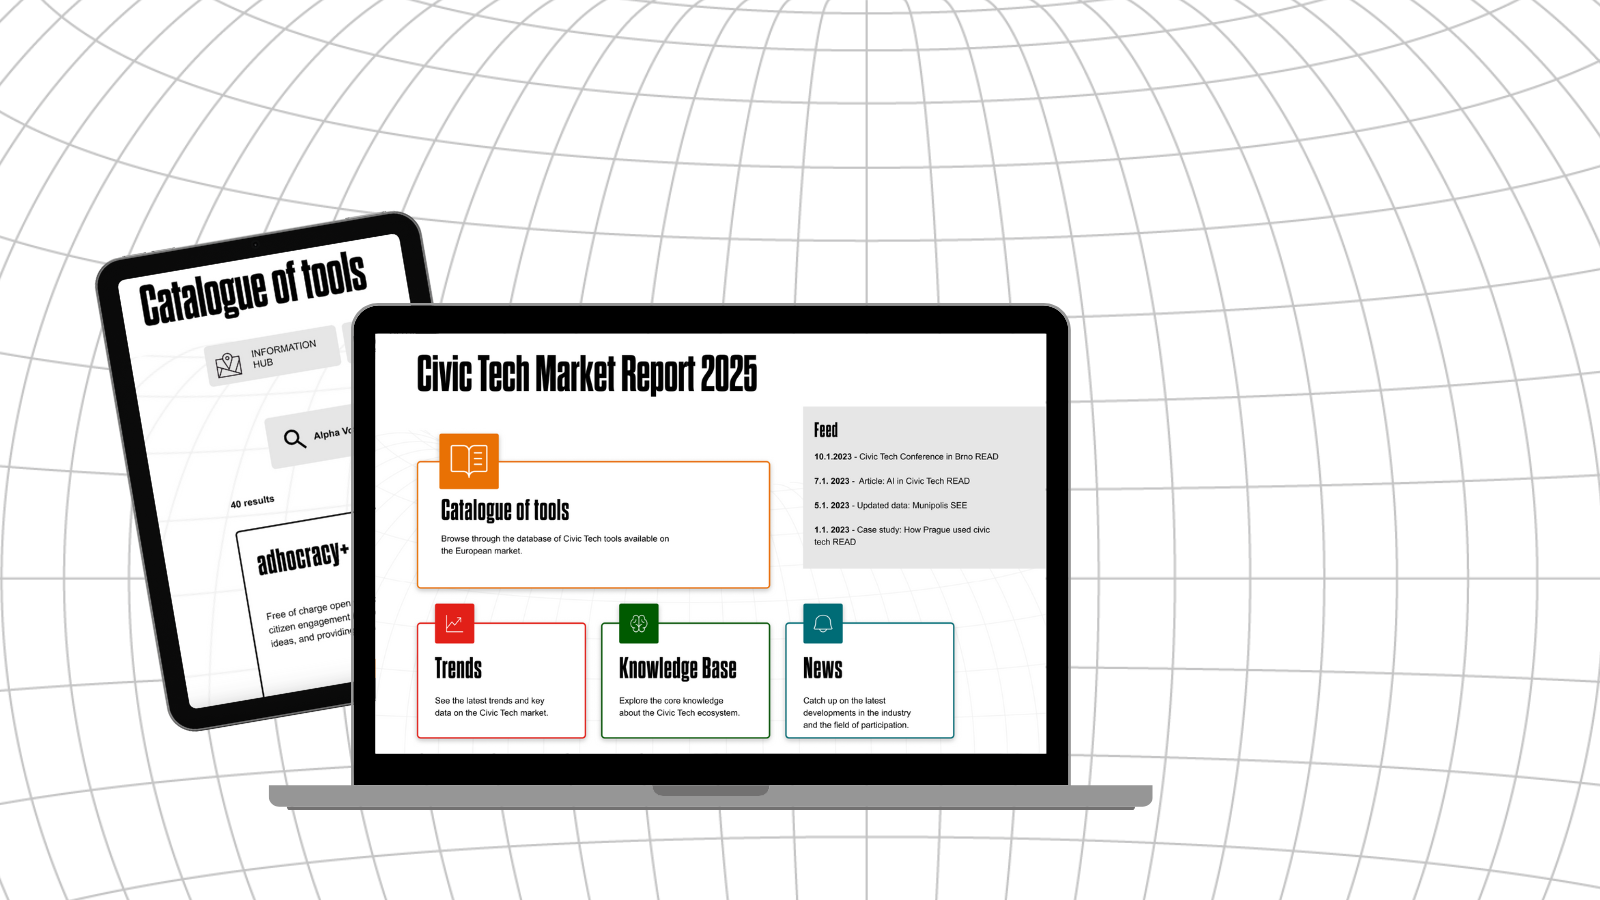 Catalogue of tools
INFORMATION
HUB
Alpha
40 results
adhocracy+
Free of charge open
citizen engagement
ideas, and providing
Civic Tech Market Report 2025
Catalogue of tools
Browse through the database of Civic Tech tools available on
the European market.
Feed
10.1.2023 - Civic Tech Conference in Brno READ
7.1. 2023 - Article: AI in Civic Tech READ
5.1. 2023 - Updated data: Munipolis SEE
1.1. 2023 - Case study: How Prague used civic
tech READ
Trends
See the latest trends and key
data on the Civic Tech market.
Knowledge Base
Explore the core knowledge
about the Civic Tech ecosystem.
News
Catch up on the latest
developments in the industry
and the field of participation.